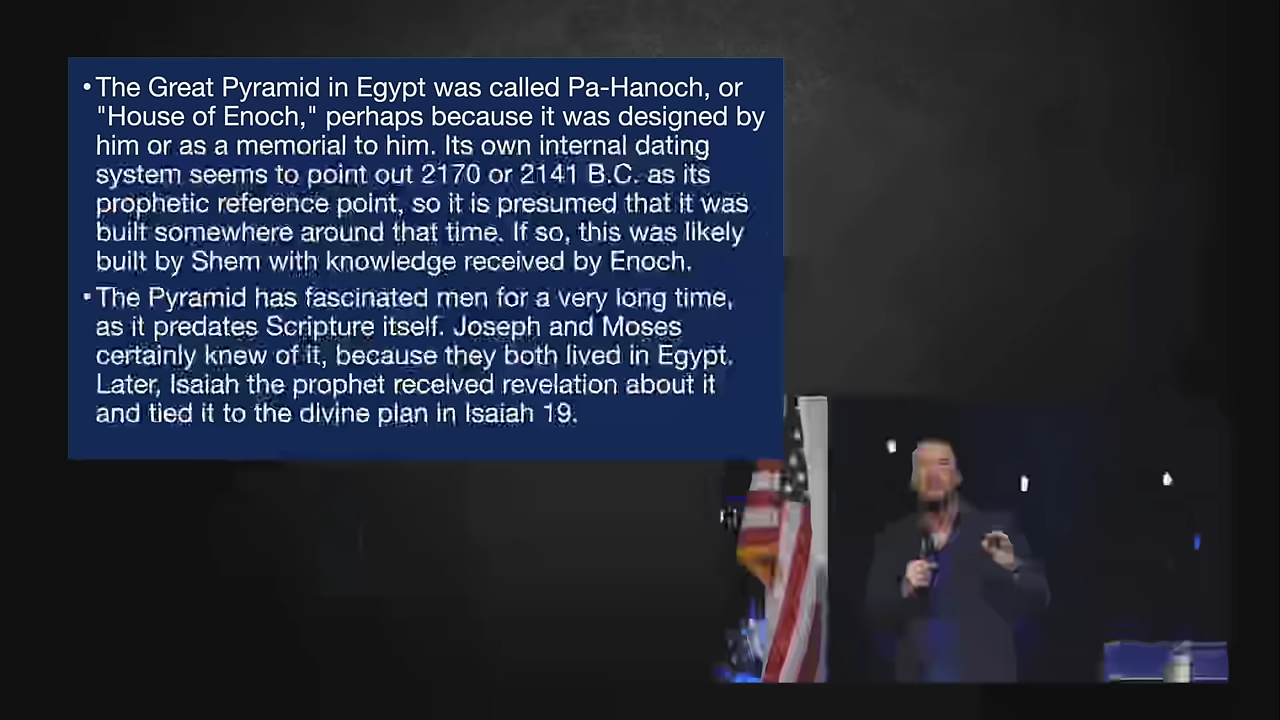 •The Great Pyramid in Egypt was called Pa-Hanoch, or
"House of Enoch," perhaps because it was designed by
him or as a memorial to him. Its own internal dating
system seems to point out 2170 or 2141 B.C. as its
prophetic reference point, so it is presumed that it was
built somewhere around that time. If so, this was likely
built by Shem with knowledge received by Enoch.
•The Pyramid has fascinated men for a very long time,
as it predates Scripture itself. Joseph and Moses
certainly knew of it, because they both lived in Egypt.
Later, Isaiah the prophet received revelation about it
and tied it to the divine plan in Isaiah 19.